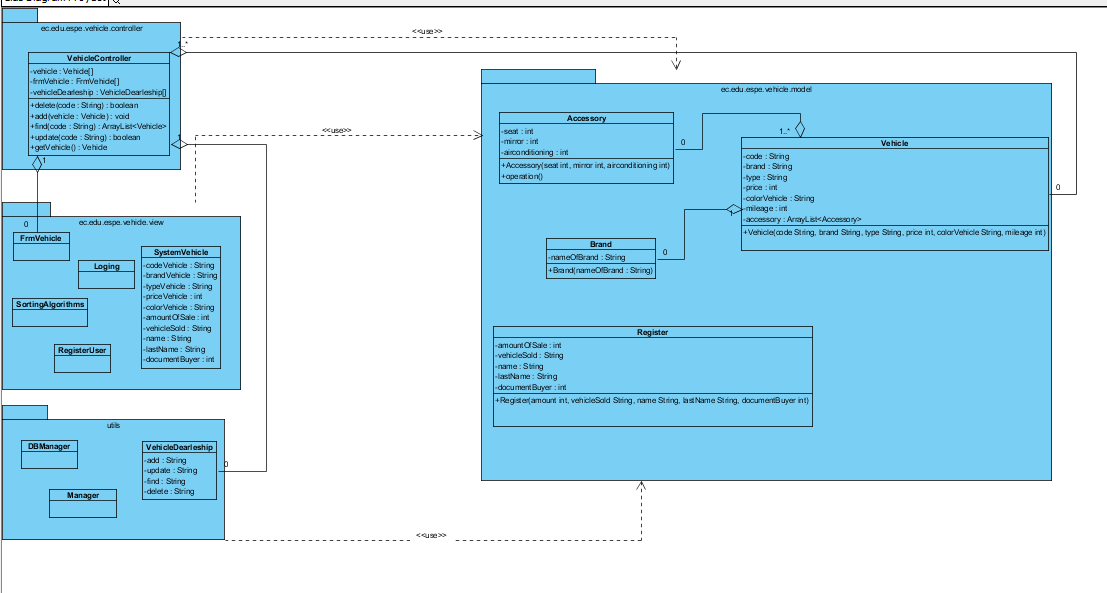 ec.edu.espe.vehicle.controller
VehicleController
-vehicle : Vehicle[]
-frmVehicle : FrmVehicle[]
-vehicleDearleship : VehicleDearleship[]
+delete(code : String) : boolean
+add(vehicle : Vehicle) : void
+find(code : String) : ArrayList<Vehicle>
+update(code : String) : boolean
+getVehicle() : Vehicle
1
1
<<use>>
<<use>>
ec.edu.espe.vehicle.view
0
FrmVehicle
Loging
SortingAlgorithms
RegisterUser
SystemVehicle
-codeVehicle : String
-brandVehicle : String
-typeVehicle : String
-priceVehicle : int
-colorVehicle : String
-amountOfSale : int
-vehicleSold : String
-name : String
-lastName : String
-documentBuyer : int
utils
DBManager
Manager
VehicleDearleship
-add : String
-update : String
-find : String
-delete : String
0
<<use>>
ec.edu.espe.vehicle.model
Accessory
-seat : int
-mirror : int
-airconditioning : int
+Accessory(seat int, mirror int, airconditioning int)
+operation()
0
1..*
Vehicle
-code : String
-brand : String
-type : String
-price : int
-colorVehicle : String
-mileage : int
-accessory : ArrayList<Accessory>
+Vehicle(code String, brand String, type String, price int, colorVehicle String, mileage int)
0
1
Brand
-nameOfBrand : String
+Brand(nameOfBrand : String)
0
Register
-amountOfSale : int
-vehicleSold : String
-name : String
-lastName : String
-documentBuyer : int
+Register(amount int, vehicleSold String, name String, lastName String, documentBuyer int)